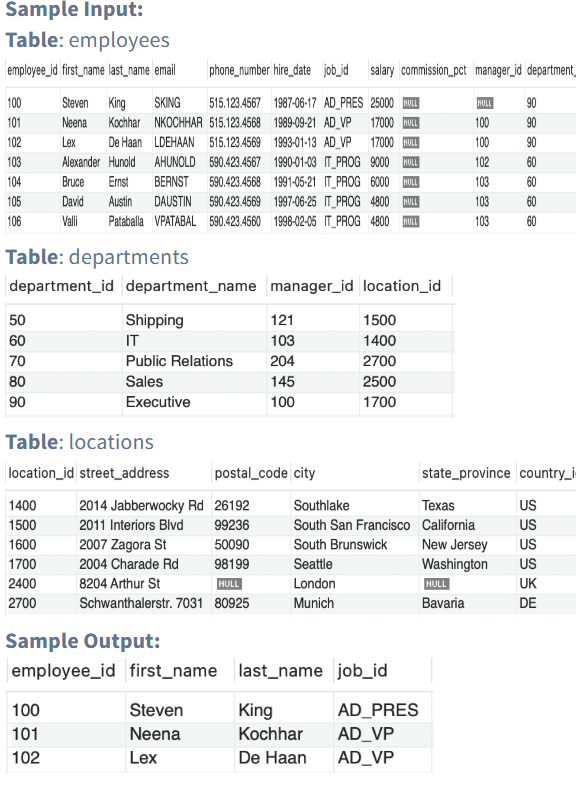 Sample Input:
Table: employees
employee_id first_name last_name email phone_number hire_date job_id salary commission_pct manager_id department_
100 Steven King SKING 515.123.4567 1987-06-17 AD_PRES 25000 NULL NULL 90
101 Neena Kochhar NKOCHHAR 515.123.4568 1989-09-21 AD_VP 17000 NULL 100 90
102 Lex De Haan LDEHAAN 515.123.4569 1993-01-13 AD_VP 17000 NULL 100 90
103 Alexander Hunold AHUNOLD 590.423.4567 1990-01-03 IT_PROG 9000 NULL 102 60
104 Bruce Ernst BERNST 590.423.4568 1991-05-21 IT_PROG 6000 NULL 103 60
105 David Austin DAUSTIN 590.423.4569 1997-06-25 IT_PROG 4800 NULL 103 60
106 Valli Pataballa VPATABAL 590.423.4560 1998-02-05 IT_PROG 4800 NULL 103 60
Table: departments
department_id department_name manager_id location_id
50 Shipping 121 1500
60 IT 103 1400
70 Public Relations 204 2700
80 Sales 145 2500
90 Executive 100 1700
Table: locations
location_id street_address postal_code city state_province country_i
1400 2014 Jabberwocky Rd 26192 Southlake Texas US
1500 2011 Interiors Blvd 99236 South San Francisco California US
1600 2007 Zagora St 50090 South Brunswick New Jersey US
1700 2004 Charade Rd 98199 Seattle Washington US
2400 8204 Arthur St NULL London NULL UK
2700 Schwanthalerstr. 7031 80925 Munich Bavaria DE
Sample Output:
employee_id first_name last_name job_id
100 Steven King AD_PRES
101 Neena Kochhar AD_VP
102 Lex De Haan AD_VP